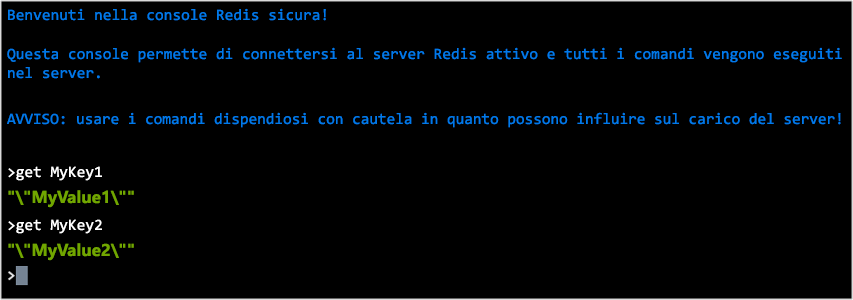 Benvenuti nella console Redis sicura!
Questa console permette di connettersi al server Redis attivo e tutti i comandi vengono eseguiti
nel server.
AVVISO: usare i comandi dispendiosi con cautela in quanto possono influire sul carico del server!
>get MyKey1
"\"MyValue1\""
>get MyKey2
"\"MyValue2\""
>